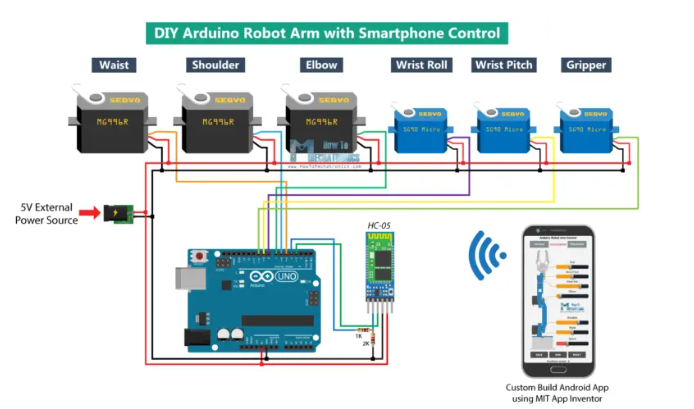 DIY Arduino Robot Arm with Smartphone Control
Waist
Shoulder
Elbow
Wrist Roll
Wrist Pitch
Gripper
SERVO
SERVO
SERVO
SERVO
SERVO
SERVO
MG996R
MG996R
MG996R
SG90 Micro
SG90 Micro
SG90 Micro
How To
MECHATRONICS
www.HowToMechatronics.com
5V External
Power Source
HC-05
UNO
Arduino
1K
2K
Custom Build Android App
using MIT App Inventor